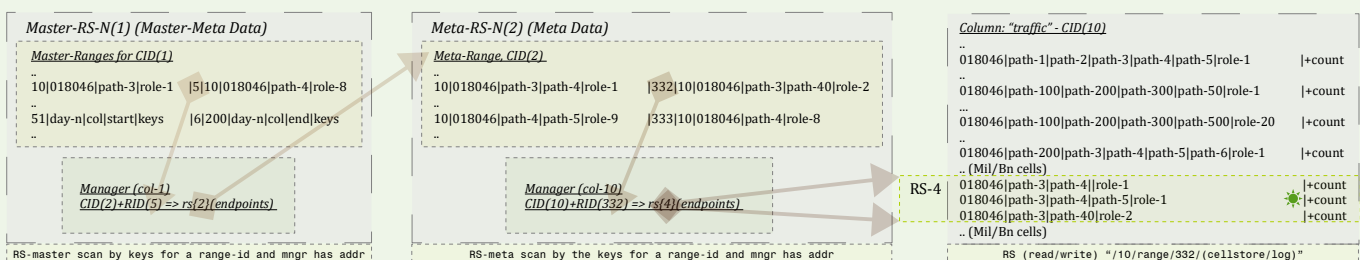 Master-RS-N(1) (Master-Meta Data)
Master-Ranges for CID(1)
..
10|018046|path-3|role-1 |5|10|018046|path-4|role-8
..
51|day-n|col|start|keys |6|200|day-n|col|end|keys
..
Manager (col-1)
CID(2)+RID(5) => rs{2}(endpoints)
RS-master scan by keys for a range-id and mngr has addr
Meta-RS-N(2) (Meta Data)
Meta-Range, CID(2)
..
10|018046|path-3|path-4|role-1 |332|10|018046|path-3|path-40|role-2
..
10|018046|path-4|path-5|role-9 |333|10|018046|path-4|role-8
..
Manager (col-10)
CID(10)+RID(332) => rs{4}(endpoints)
RS-meta scan by the keys for a range-id and mngr has addr
Column: "traffic" - CID(10)
..
018046|path-1|path-2|path-3|path-4|path-5|role-1 |+count
..
018046|path-100|path-200|path-300|path-50|role-1 |+count
...
018046|path-100|path-200|path-300|path-500|role-20 |+count
..
018046|path-200|path-3|path-4|path-5|path-6|role-1 |+count
.. (Mil/Bn cells)
RS-4
018046|path-3|path-4||role-1 |+count
018046|path-3|path-4|path-5|role-1 |+count
018046|path-3|path-40|role-2 |+count
.. (Mil/Bn cells)
RS (read/write) "/10/range/332/(cellstore/log)"